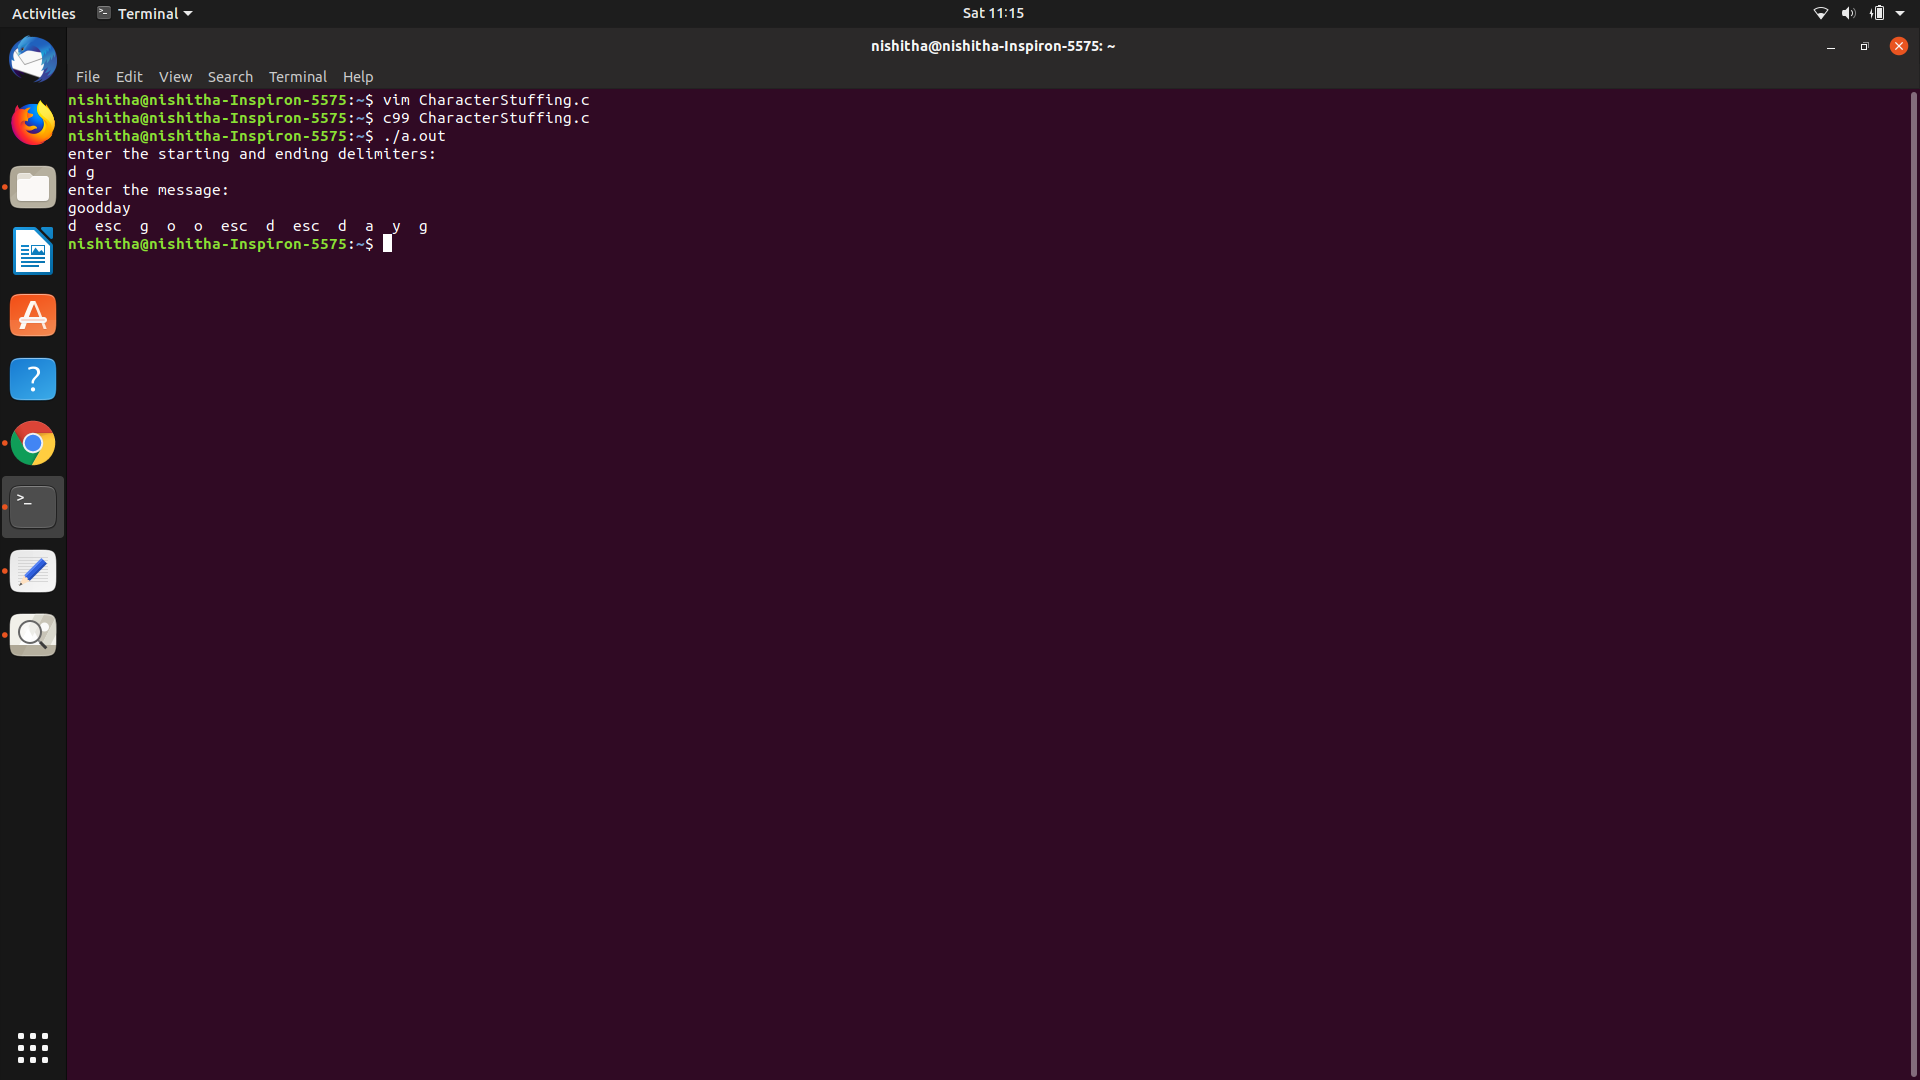 Activities Terminal Sat 11:15
nishitha@nishitha-Inspiron-5575: ~
File Edit View Search Terminal Help
nishitha@nishitha-Inspiron-5575:~$ vim CharacterStuffing.c
nishitha@nishitha-Inspiron-5575:~$ c99 CharacterStuffing.c
nishitha@nishitha-Inspiron-5575:~$ ./a.out
enter the starting and ending delimiters:
d g
enter the message:
goodday
d  esc  g  o  o  esc  d  esc  d  a  y  g
nishitha@nishitha-Inspiron-5575:~$